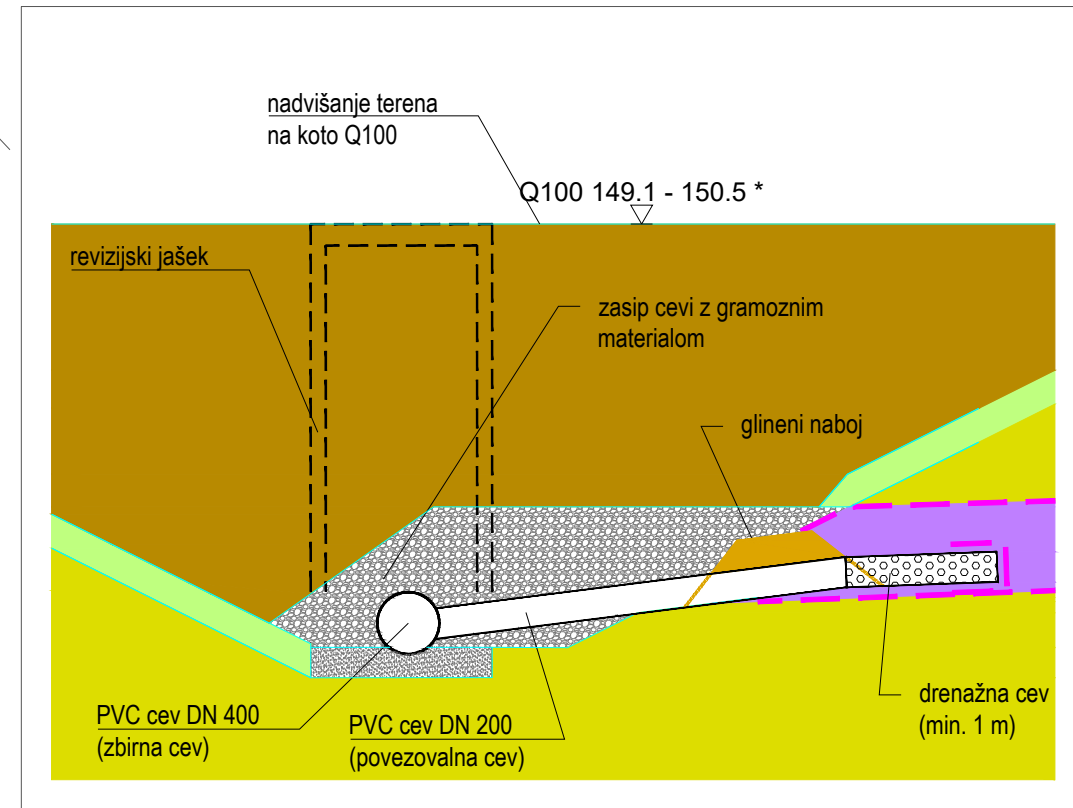 nadvišanje terena
na koto Q100
Q100 149.1 - 150.5 *
revizijski jašek
zasip cevi z gramoznim
materialom
glineni naboj
PVC cev DN 400
(zbirna cev)
PVC cev DN 200
(povezovalna cev)
drenažna cev
(min. 1 m)